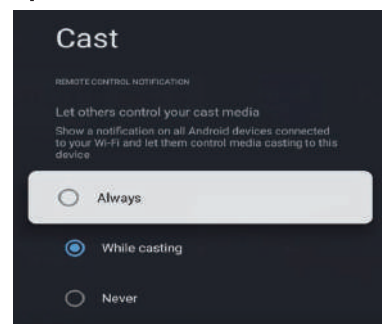 Cast
REMOTE CONTROL NOTIFICATION
Let others control your cast media
Show a notification on all Android devices connected
to your Wi-Fi and let them control media casting to this
device
Always
While casting
Never